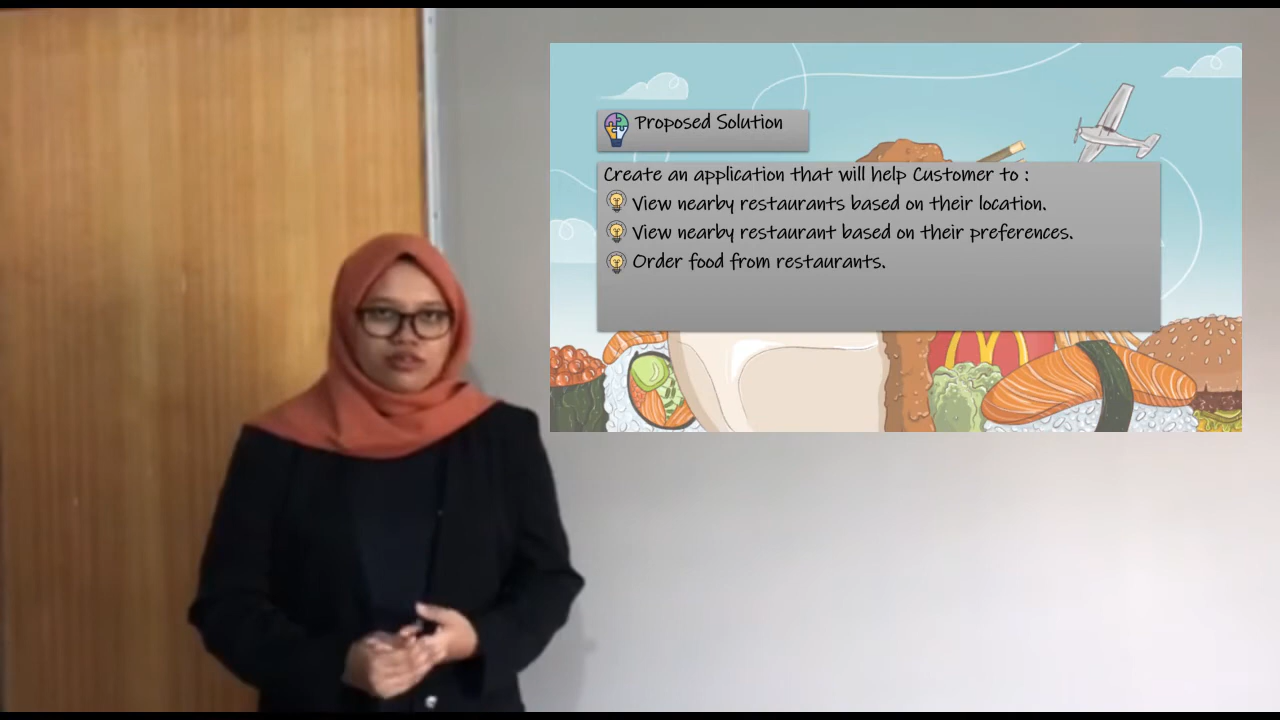 Proposed Solution
Create an application that will help Customer to :
View nearby restaurants based on their location.
View nearby restaurant based on their preferences.
Order food from restaurants.